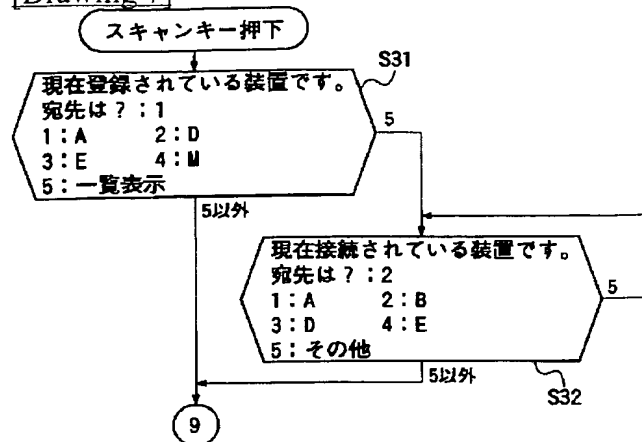 [Drawing 7]
スキャンキー押下
S31
現在登録されている装置です。
宛先は？：1
1：A 2：D
3：E 4：M
5：一覧表示
5
5以外
現在接続されている装置です。
宛先は？：2
1：A 2：B
3：D 4：E
5：その他
5
5以外
S32
9